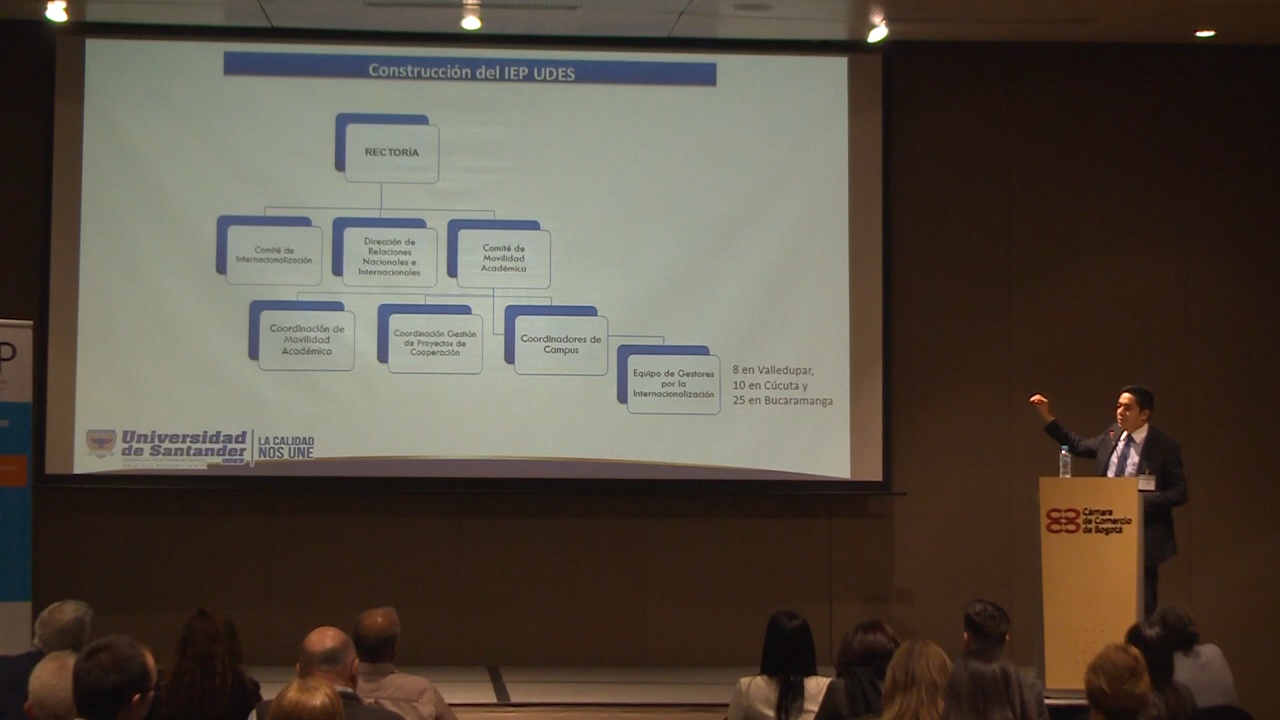 Construcción del IEP UDES
RECTORÍA
Comité de
Internacionalización
Dirección de
Relaciones
Nacionales e
Internacionales
Comité de
Movilidad
Académica
Coordinación de
Movilidad
Académica
Coordinación Gestión
de Proyectos de
Cooperación
Coordinadores de
Campus
Equipo de Gestores
por la
Internacionalización
8 en Valledupar,
10 en Cúcuta y
25 en Bucaramanga
Universidad
de Santander
UDES
LA CALIDAD
NOS UNE
P
Cámara
de Comercio
de Bogotá